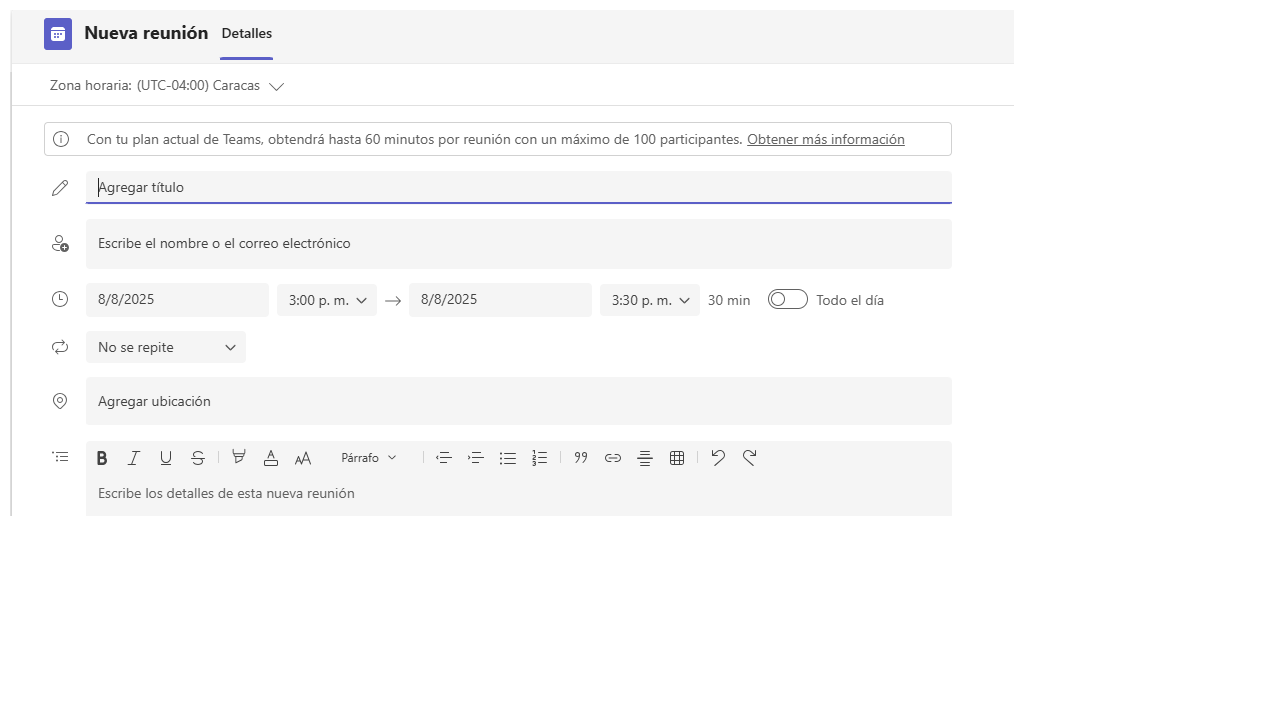 Nueva reunión Detalles
Zona horaria: (UTC-04:00) Caracas
Con tu plan actual de Teams, obtendrá hasta 60 minutos por reunión con un máximo de 100 participantes. Obtener más información
Agregar título
Escribe el nombre o el correo electrónico
8/8/2025 3:00 p. m. 8/8/2025 3:30 p. m. 30 min Todo el día
No se repite
Agregar ubicación
Párrafo
Escribe los detalles de esta nueva reunión